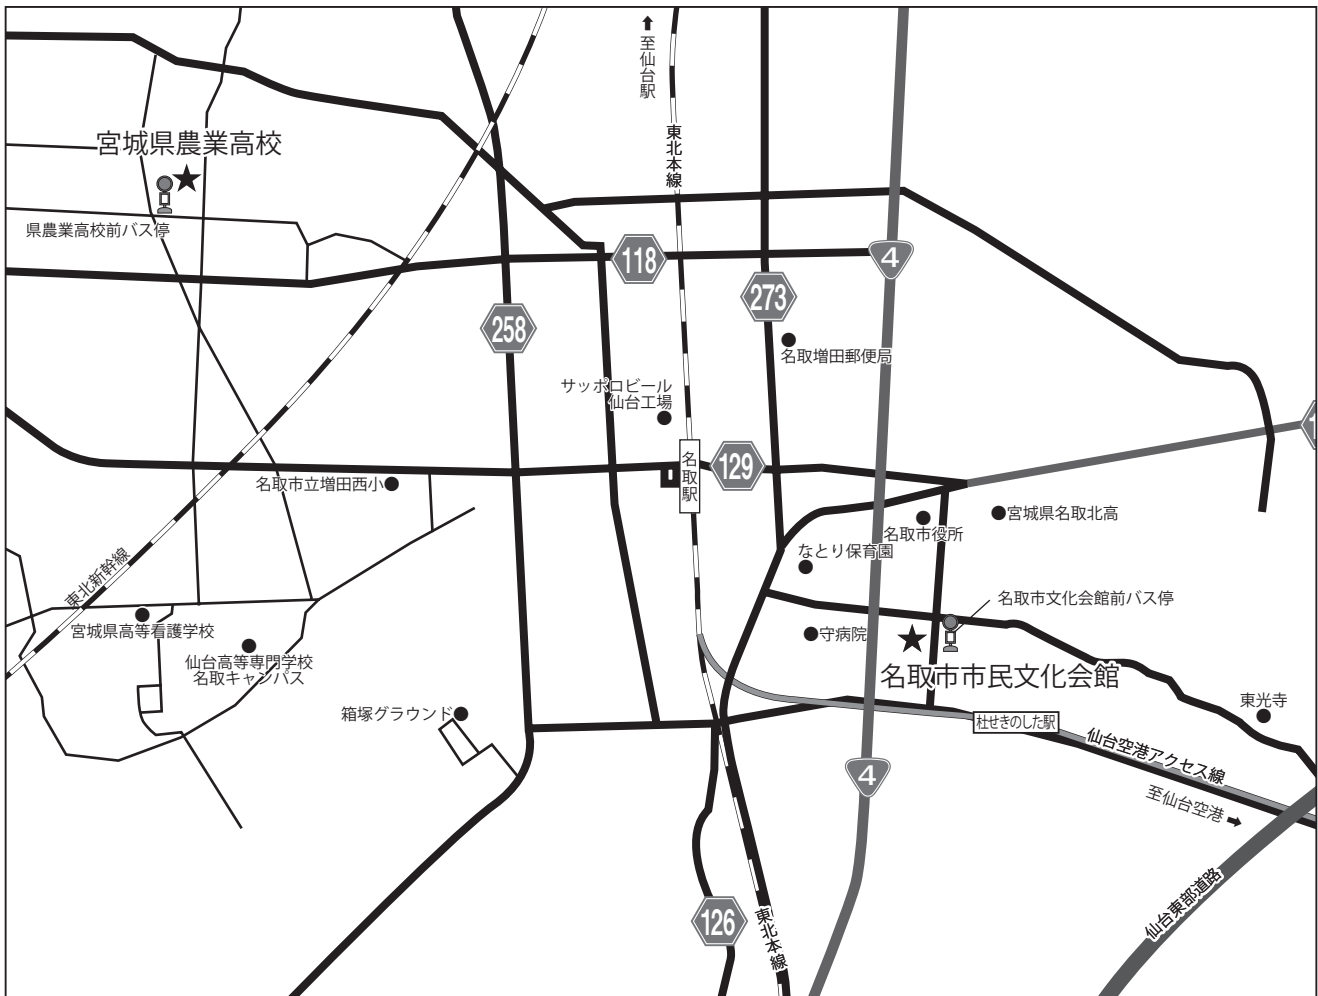 至仙台駅
東北本線
宮城県農業高校
県農業高校前バス停
118
4
273
258
名取増田郵便局
サッポロビール
仙台工場
名取駅
129
名取市立増田西小
宮城県名取北高
名取市役所
なとり保育園
東北新幹線
名取市文化会館前バス停
宮城県高等看護学校
守病院
仙台高等専門学校
名取キャンパス
名取市市民文化会館
箱塚グラウンド
東光寺
杜せきのした駅
仙台空港アクセス線
4
至仙台空港
仙台東部道路
126
東北本線